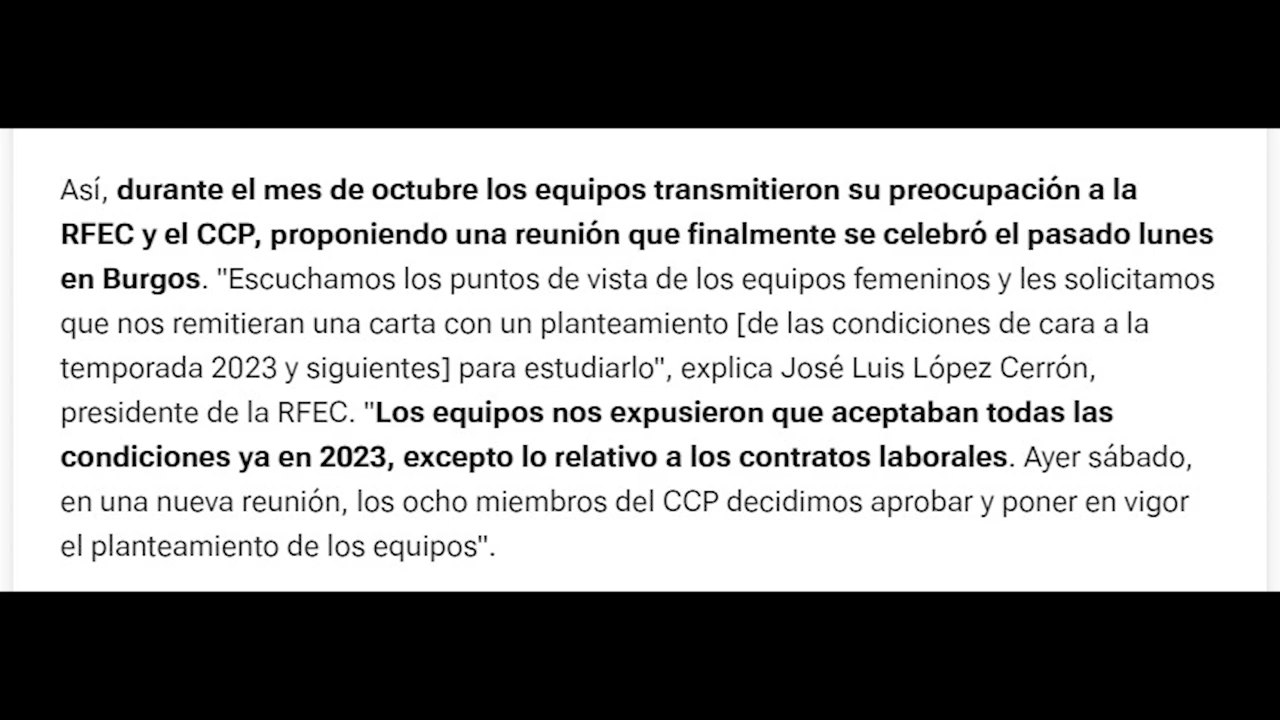 Así, durante el mes de octubre los equipos transmitieron su preocupación a la
RFEC y el CCP, proponiendo una reunión que finalmente se celebró el pasado lunes
en Burgos. "Escuchamos los puntos de vista de los equipos femeninos y les solicitamos
que nos remitieran una carta con un planteamiento [de las condiciones de cara a la
temporada 2023 y siguientes] para estudiarlo", explica José Luis López Cerrón,
presidente de la RFEC. "Los equipos nos expusieron que aceptaban todas las
condiciones ya en 2023, excepto lo relativo a los contratos laborales. Ayer sábado,
en una nueva reunión, los ocho miembros del CCP decidimos aprobar y poner en vigor
el planteamiento de los equipos".